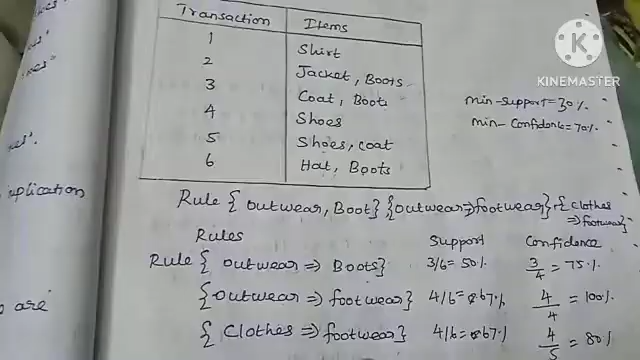 Transaction Items
1 Shirt
2 Jacket, Boots
3 Coat, Boot
4 Shoes
5 Shoes, coat
6 Hat, Boots
min-support=30%.
min-Confidence=70%.
KINEMASTER
Rule {outwear, Boot} {outwear⇒footwear} {clothes
⇒footwear}
Rules Support Confidence
Rule {outwear⇒Boots} 3/6=50% 3/4=75%
{outwear⇒footwear} 4/6=67% 4/4=100%
{Clothes⇒footwear} 4/6=67% 4/5=80%
plication
are